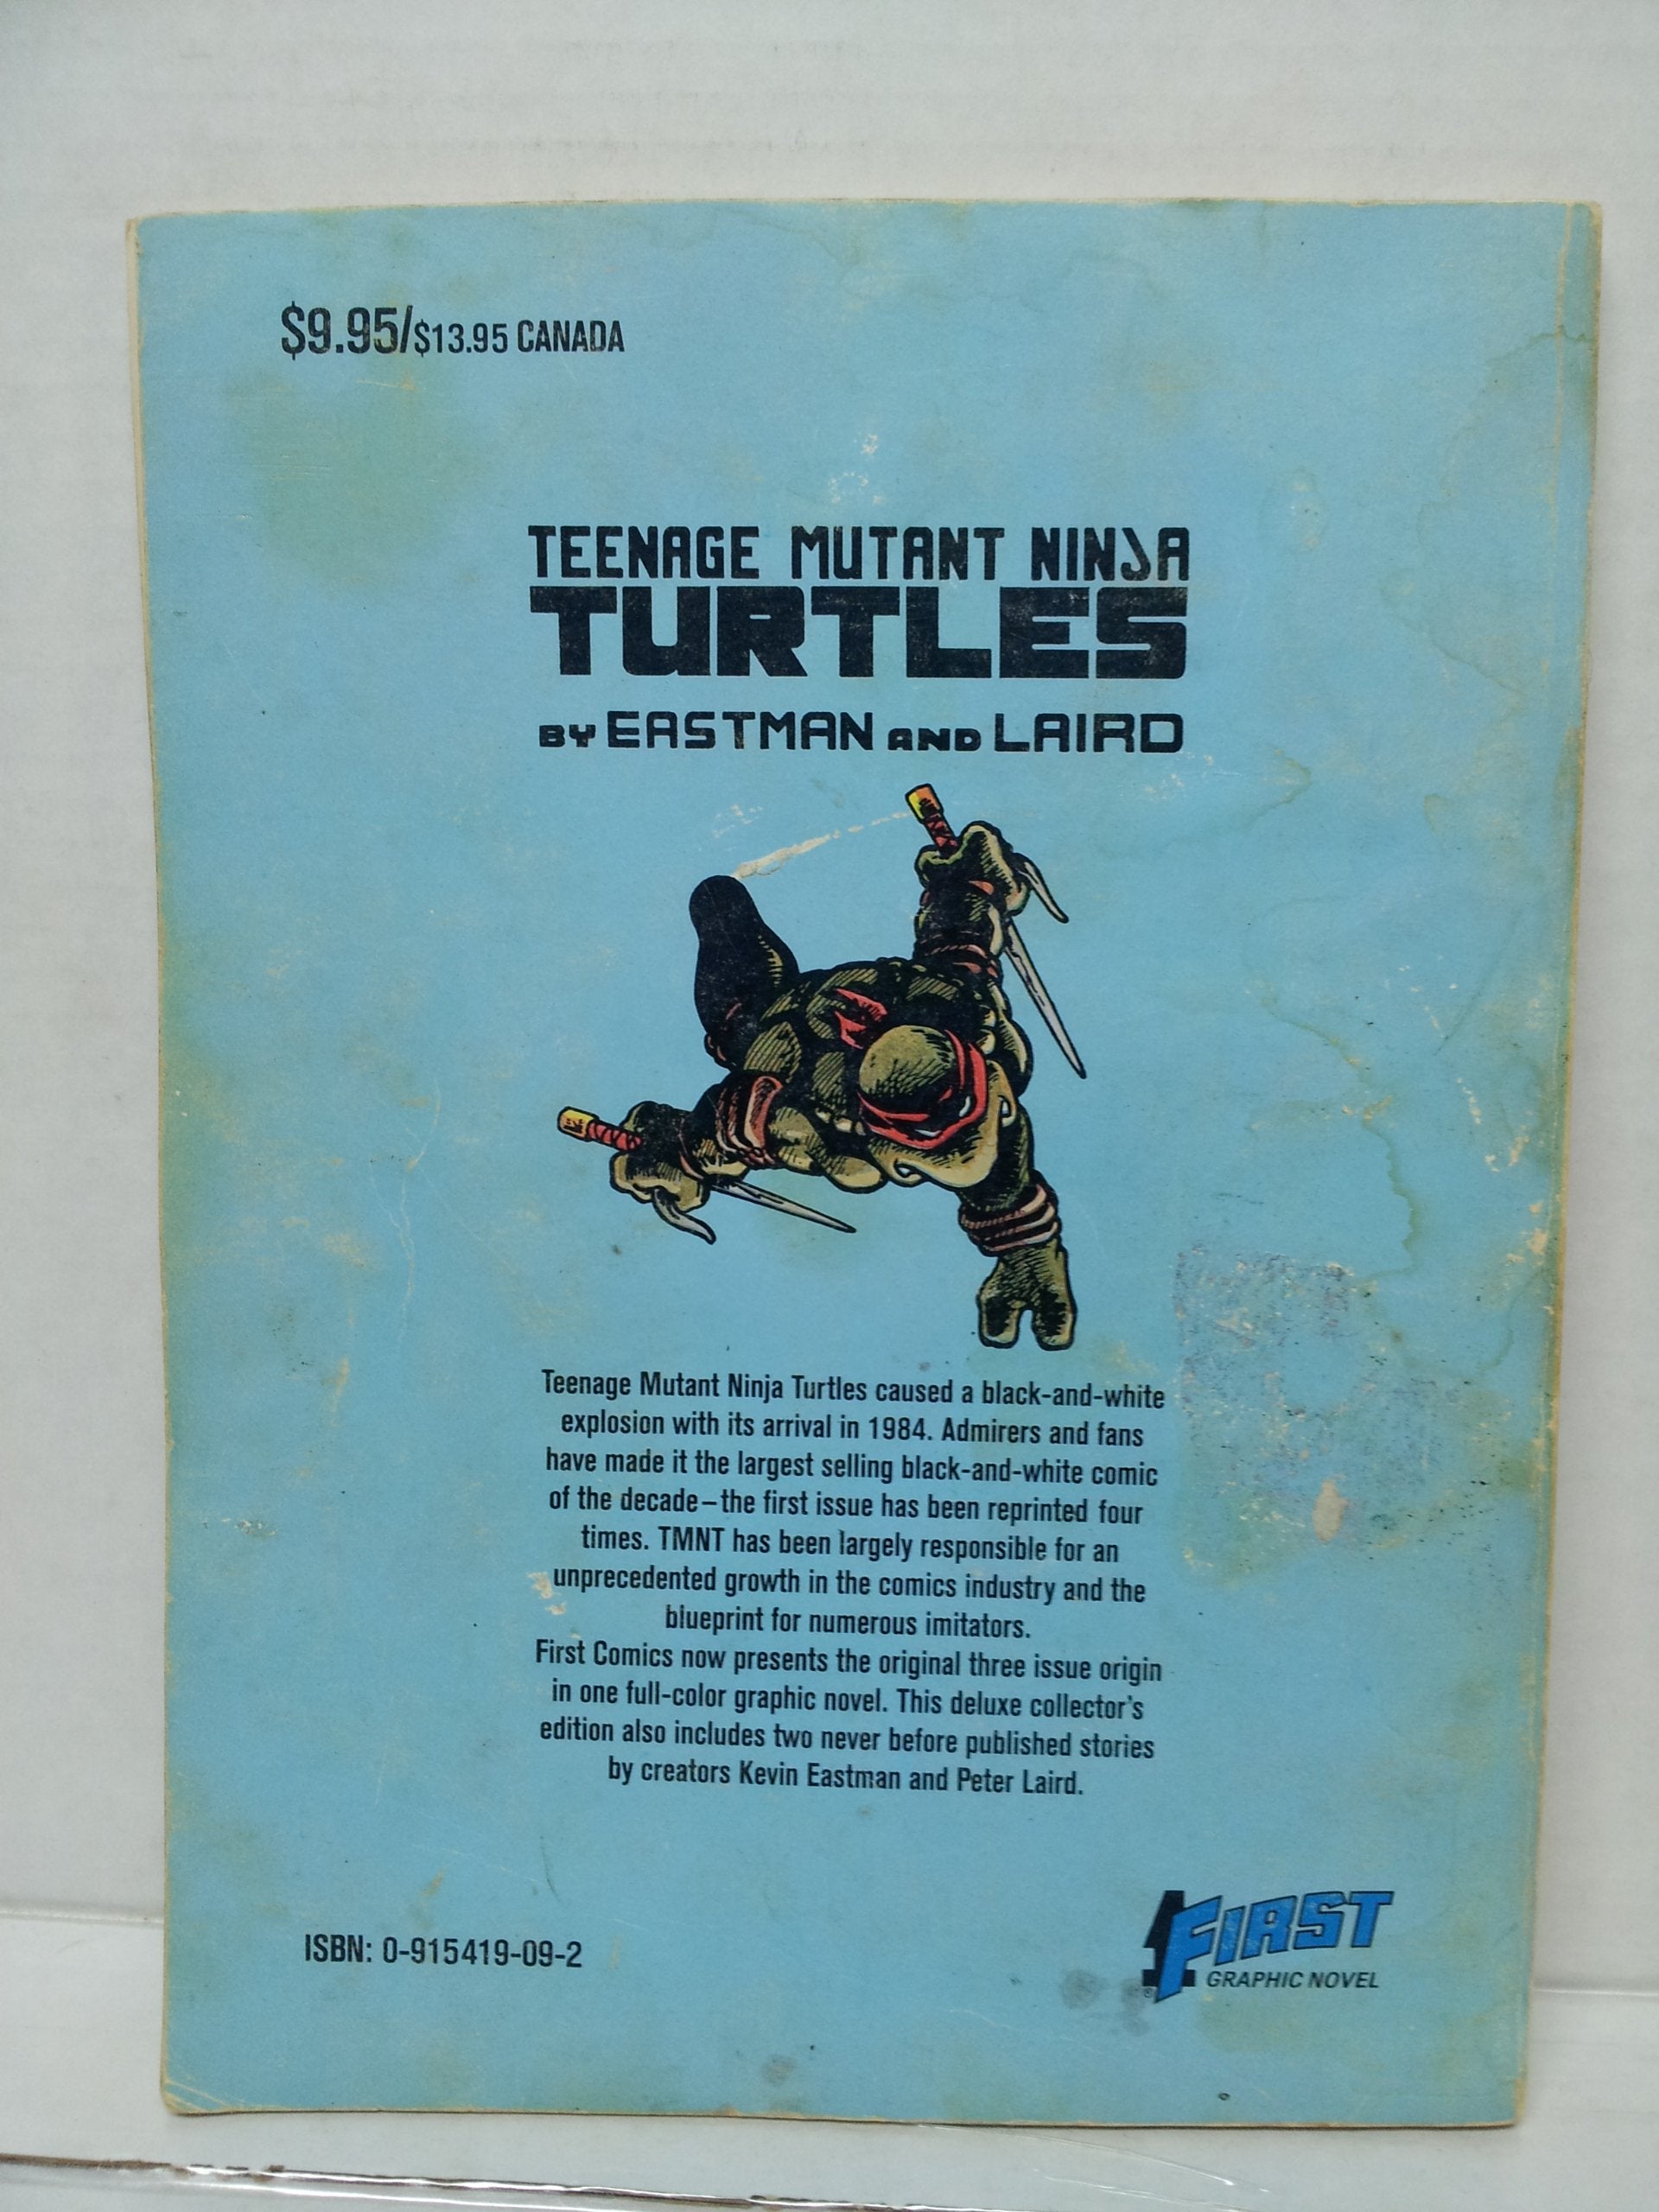 $9.95/$13.95 CANADA
TEENAGE MUTANT NINJA
TURTLES
BY EASTMAN AND LAIRD
Teenage Mutant Ninja Turtles caused a black-and-white
explosion with its arrival in 1984. Admirers and fans
have made it the largest selling black-and-white comic
of the decade—the first issue has been reprinted four
times. TMNT has been largely responsible for an
unprecedented growth in the comics industry and the
blueprint for numerous imitators.
First Comics now presents the original three issue origin
in one full-color graphic novel. This deluxe collector's
edition also includes two never before published stories
by creators Kevin Eastman and Peter Laird.
ISBN: 0-915419-09-2
1FIRST
GRAPHIC NOVEL
®